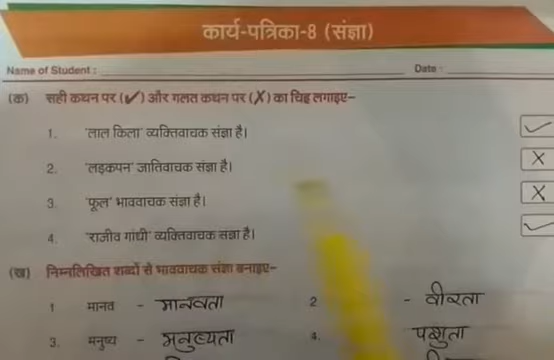 कार्य-पत्रिका-8 (संज्ञा)
Name of Student : Date :
(क) सही कथन पर (✓) और गलत कथन पर (X) का चिह्न लगाइए–
1. 'लाल किला' व्यक्तिवाचक संज्ञा है। ✓
2. 'लड़कपन' जातिवाचक संज्ञा है। X
3. 'फूल' भाववाचक संज्ञा है। X
4. 'राजीव गांधी' व्यक्तिवाचक संज्ञा है। ✓
(ख) निम्नलिखित शब्दों से भाववाचक संज्ञा बनाइए–
1 मानव - मानवता 2 - वीरता
3. मनुष्य - मनुष्यता 4. पशुता